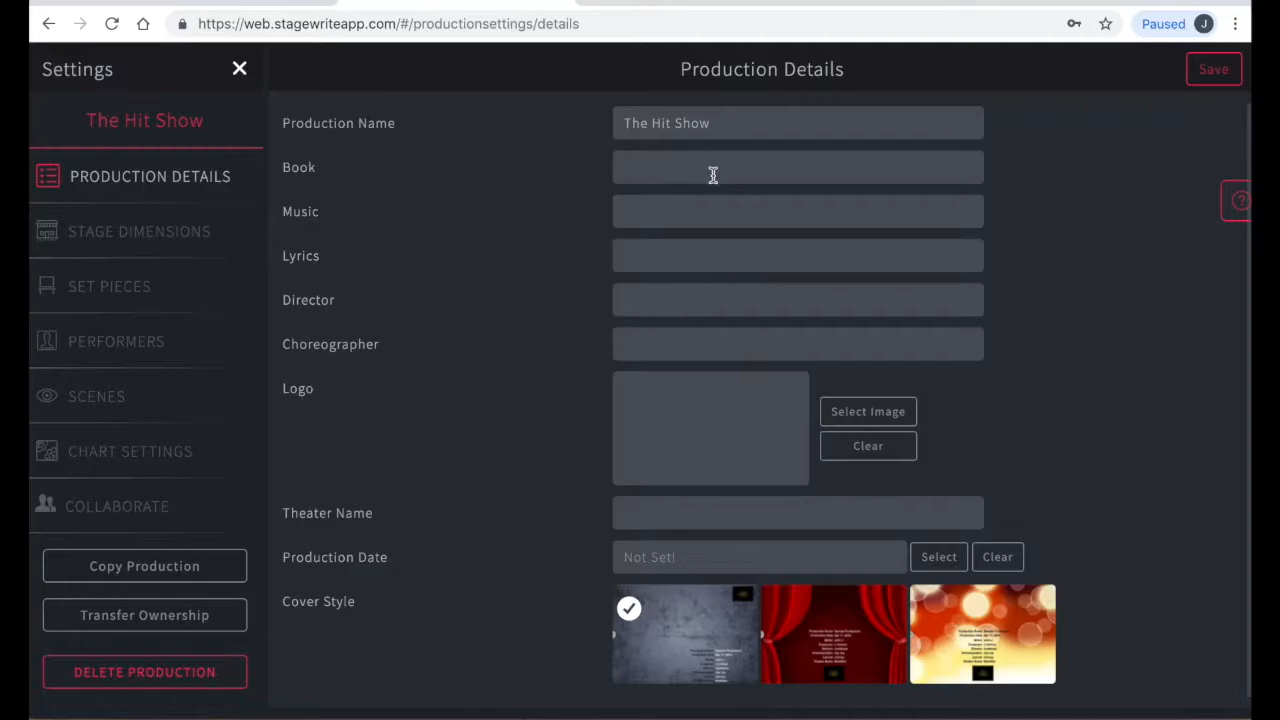 https://web.stagewriteapp.com/#/productionsettings/details
Paused J
Settings
Production Details
Save
The Hit Show
Production Name
The Hit Show
PRODUCTION DETAILS
Book
Music
STAGE DIMENSIONS
Lyrics
SET PIECES
Director
PERFORMERS
Choreographer
Logo
SCENES
Select Image
Clear
CHART SETTINGS
COLLABORATE
Theater Name
Production Date
Not Set!
Select
Clear
Copy Production
Cover Style
Transfer Ownership
DELETE PRODUCTION